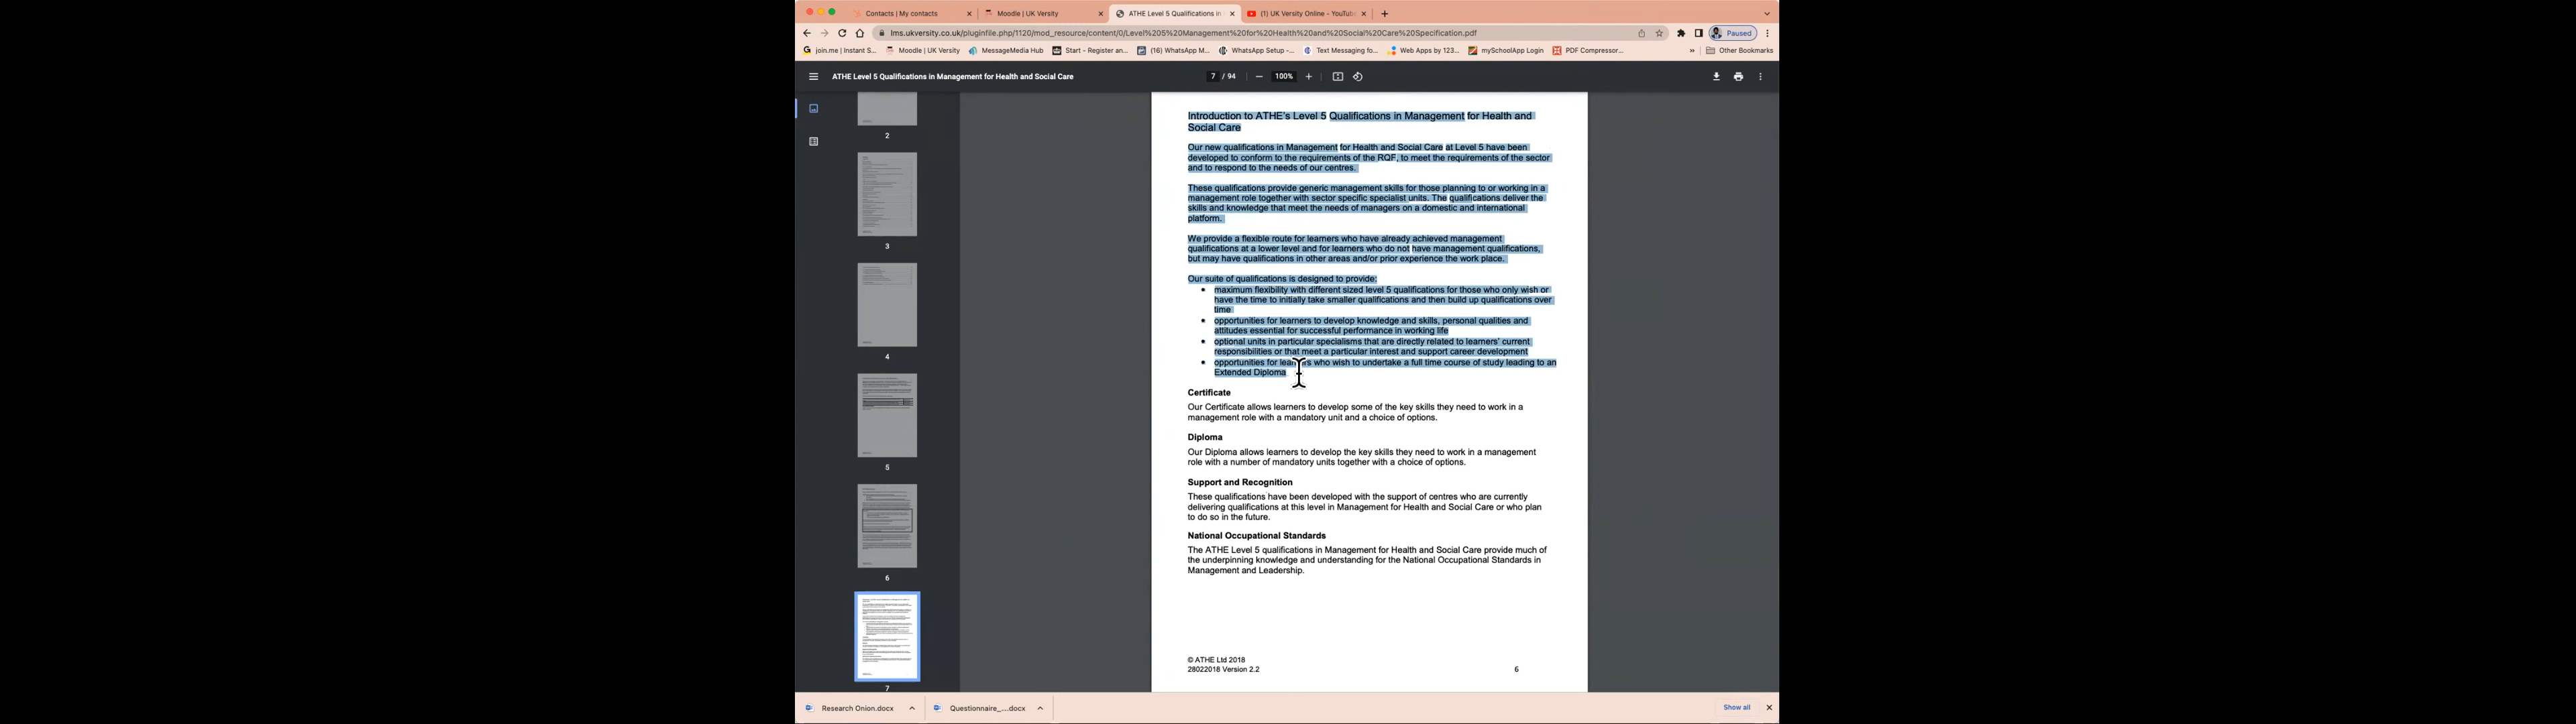 Contacts | My contacts
Moodle | UK Versity
ATHE Level 5 Qualifications in
(1) UK Versity Online - YouTub
lms.ukversity.co.uk/pluginfile.php/1120/mod_resource/content/0/Level%205%20Management%20for%20Health%20and%20Social%20Care%20Specification.pdf
Paused
join.me | Instant S...
Moodle | UK Versity
MessageMedia Hub
Start - Register an...
(16) WhatsApp M...
WhatsApp Setup -...
Text Messaging fo...
Web Apps by 123...
mySchoolApp Login
PDF Compressor...
»
Other Bookmarks
ATHE Level 5 Qualifications in Management for Health and Social Care
7 / 94
100%
2
3
4
5
6
7
Introduction to ATHE's Level 5 Qualifications in Management for Health and
Social Care
Our new qualifications in Management for Health and Social Care at Level 5 have been
developed to conform to the requirements of the RQF, to meet the requirements of the sector
and to respond to the needs of our centres.
These qualifications provide generic management skills for those planning to or working in a
management role together with sector specific specialist units. The qualifications deliver the
skills and knowledge that meet the needs of managers on a domestic and international
platform.
We provide a flexible route for learners who have already achieved management
qualifications at a lower level and for learners who do not have management qualifications,
but may have qualifications in other areas and/or prior experience the work place.
Our suite of qualifications is designed to provide:
• maximum flexibility with different sized level 5 qualifications for those who only wish or
have the time to initially take smaller qualifications and then build up qualifications over
time
• opportunities for learners to develop knowledge and skills, personal qualities and
attitudes essential for successful performance in working life
• optional units in particular specialisms that are directly related to learners' current
responsibilities or that meet a particular interest and support career development
• opportunities for learners who wish to undertake a full time course of study leading to an
Extended Diploma
Certificate
Our Certificate allows learners to develop some of the key skills they need to work in a
management role with a mandatory unit and a choice of options.
Diploma
Our Diploma allows learners to develop the key skills they need to work in a management
role with a number of mandatory units together with a choice of options.
Support and Recognition
These qualifications have been developed with the support of centres who are currently
delivering qualifications at this level in Management for Health and Social Care or who plan
to do so in the future.
National Occupational Standards
The ATHE Level 5 qualifications in Management for Health and Social Care provide much of
the underpinning knowledge and understanding for the National Occupational Standards in
Management and Leadership.
© ATHE Ltd 2018
28022018 Version 2.2
6
Research Onion.docx
Questionnaire_....docx
Show all